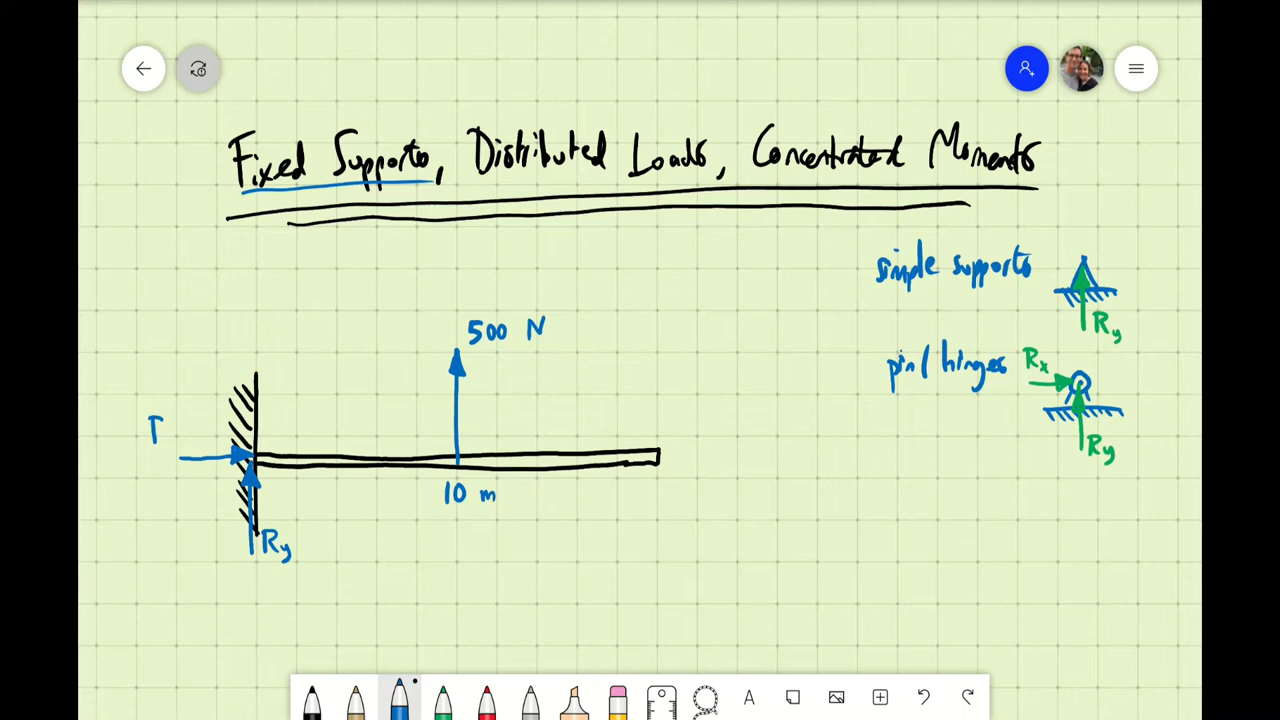 Fixed Supports, Distributed Loads, Concentrated Moments
simple supports
Ry
500 N
pin/hinges Rx
Ry
10 m
Ry
A